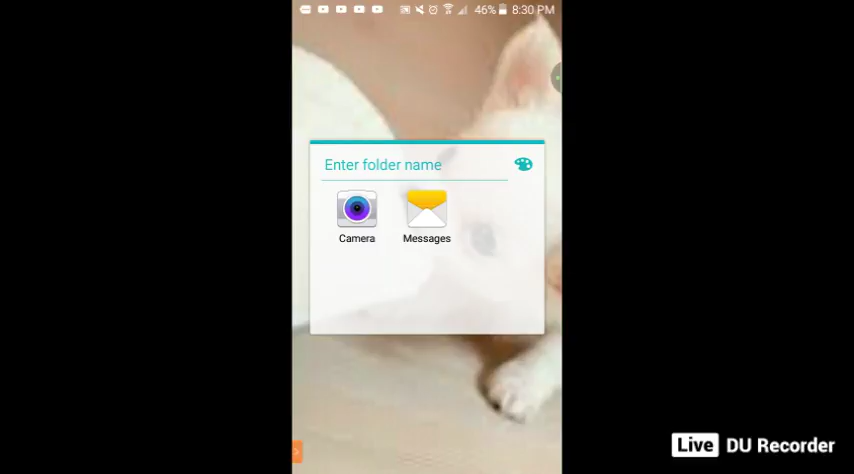 46% 8:30 PM
Enter folder name
Camera Messages
Live DU Recorder